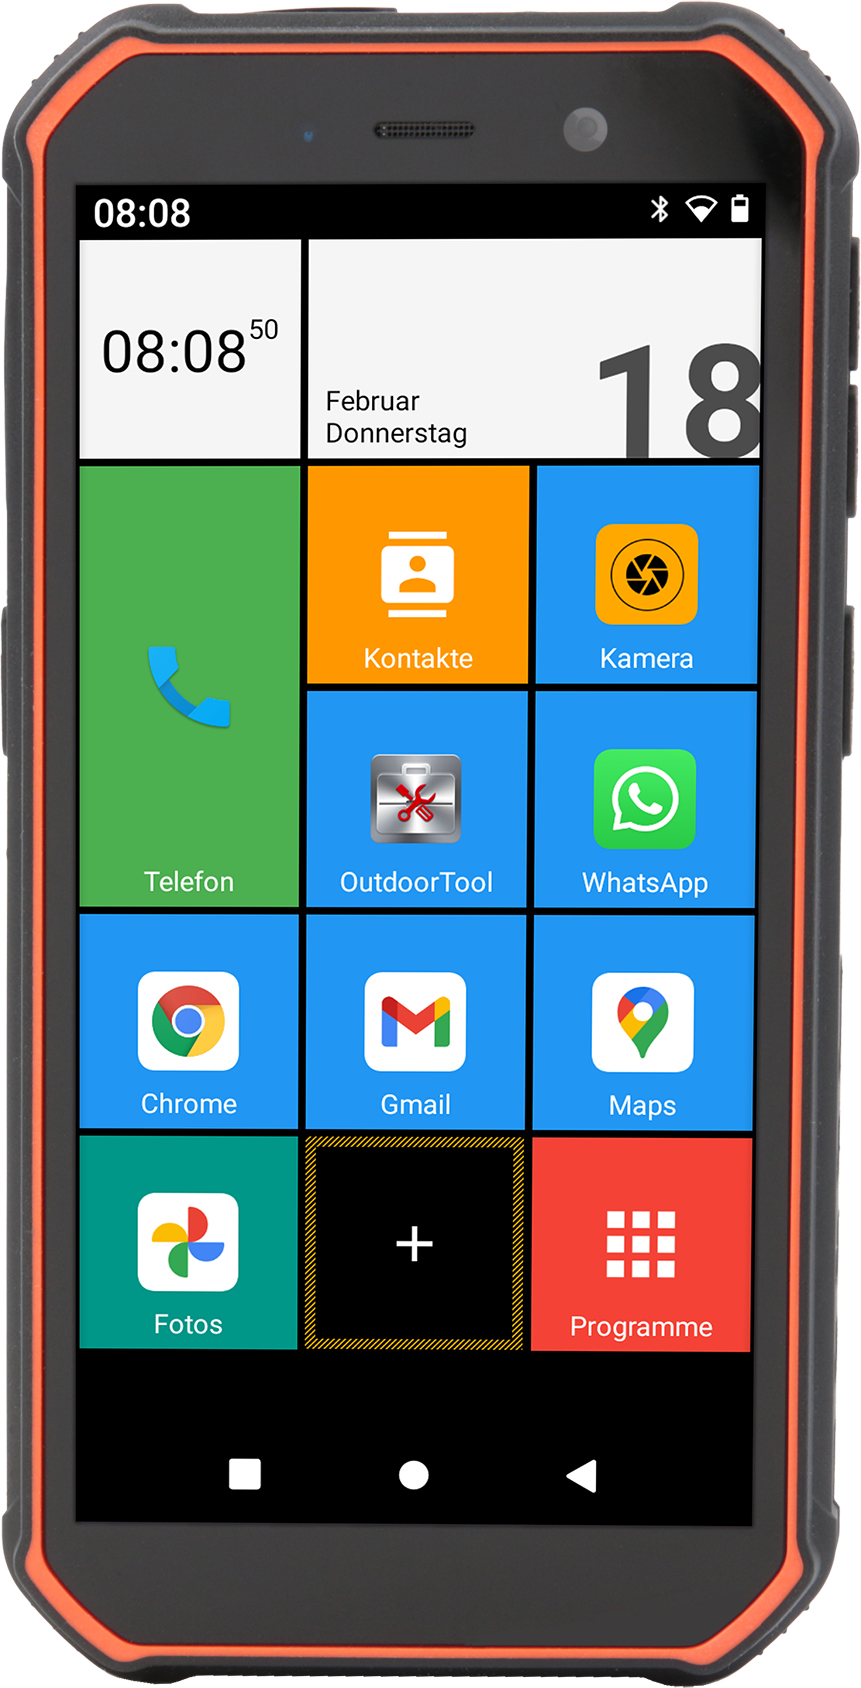 08:08
08:08 50
18
Februar
Donnerstag
Kontakte
Kamera
Telefon
OutdoorTool
WhatsApp
Chrome
Gmail
Maps
Fotos
+
Programme